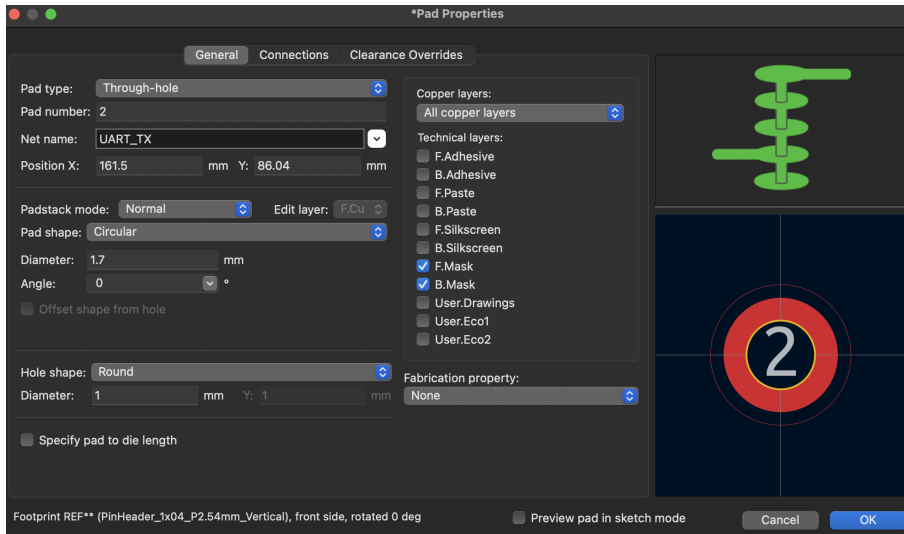 *Pad Properties
General Connections Clearance Overrides
Pad type: Through-hole
Pad number: 2
Net name: UART_TX
Position X: 161.5 mm Y: 86.04 mm
Padstack mode: Normal Edit layer: F.Cu
Pad shape: Circular
Diameter: 1.7 mm
Angle: 0 °
Offset shape from hole
Hole shape: Round
Diameter: 1 mm Y: 1 mm
Specify pad to die length
Copper layers:
All copper layers
Technical layers:
F.Adhesive
B.Adhesive
F.Paste
B.Paste
F.Silkscreen
B.Silkscreen
F.Mask
B.Mask
User.Drawings
User.Eco1
User.Eco2
Fabrication property:
None
2
Footprint REF** (PinHeader_1x04_P2.54mm_Vertical), front side, rotated 0 deg
Preview pad in sketch mode
Cancel OK